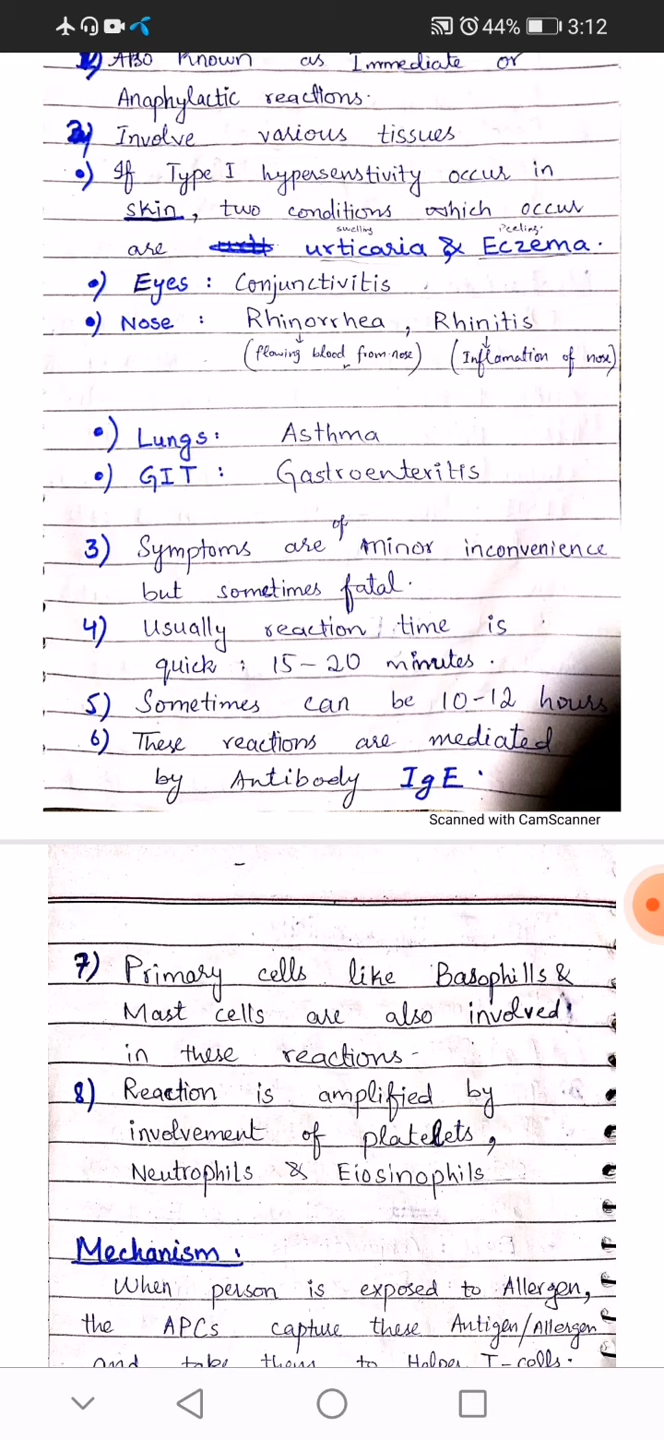 44% 3:12
1) Also Known as Immediate or
Anaphylactic reactions.
2) Involve various tissues
•) If Type I hypersenstivity occur in
skin, two conditions which occur
swelling Peeling.
are urticaria & Eczema.
•) Eyes : Conjunctivitis
•) Nose : Rhinorrhea, Rhinitis
(flowing blood from nose) (Inflamation of nose)
•) Lungs: Asthma
•) GIT : Gastroenteritis
of
3) Symptoms are minor inconvenience
but sometimes fatal.
4) Usually reaction time is
quick : 15-20 minutes.
5) Sometimes can be 10-12 hours
6) These reactions are mediated
by Antibody IgE.
Scanned with CamScanner
7) Primary cells like Basophills &
Mast cells are also involved
in these reactions-
8) Reaction is amplified by
involvement of platelets,
Neutrophils & Eiosinophils
Mechanism:
When person is exposed to Allergen,
the APCs capture these Antigen/Allergen
and take them to Helper T-cells.